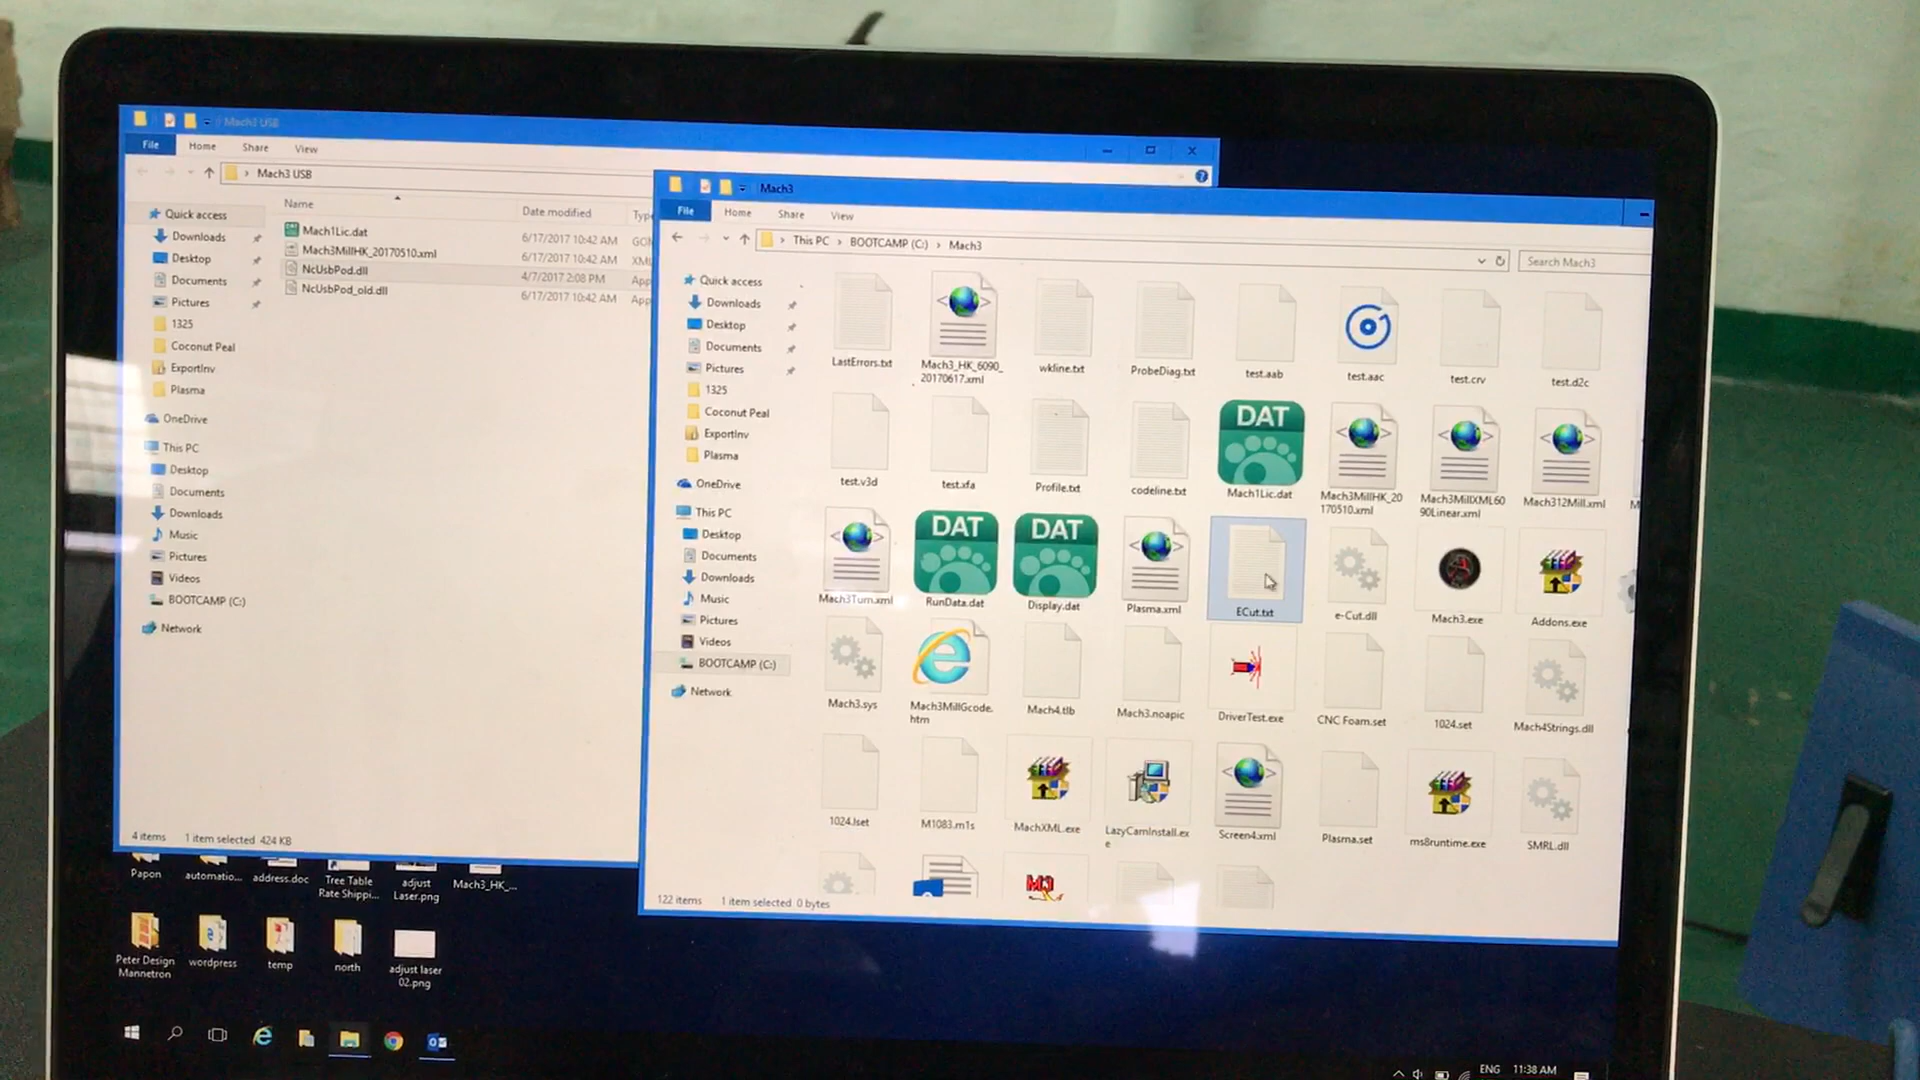 Mach3 USB
File Home Share View
Mach3 USB
Name Date modified
Quick access
Downloads
Desktop
Documents
Pictures
1325
Coconut Peal
ExportInv
Plasma
OneDrive
This PC
Desktop
Documents
Downloads
Music
Pictures
Videos
BOOTCAMP (C:)
Network
Mach1Lic.dat 6/17/2017 10:42 AM
Mach3MillHK_20170510.xml 6/17/2017 10:42 AM
NcUsbPod.dll 4/7/2017 2:08 PM
NcUsbPod_old.dll 6/17/2017 10:42 AM
4 items 1 item selected 424 KB
Mach3
File Home Share View
This PC > BOOTCAMP (C:) > Mach3
Search Mach3
Quick access
Downloads
Desktop
Documents
Pictures
1325
Coconut Peal
ExportInv
Plasma
OneDrive
This PC
Desktop
Documents
Downloads
Music
Pictures
Videos
BOOTCAMP (C:)
Network
LastErrors.txt
Mach3_HK_6090_
20170617.xml
wkline.txt
ProbeDiag.txt
test.aab
test.aac
test.crv
test.d2c
test.v3d
test.xfa
Profile.txt
codeline.txt
DAT
Mach1Lic.dat
Mach3MillHK_20
170510.xml
Mach3MillXML60
90Linear.xml
Mach312Mill.xml
Mach3Turn.xml
DAT
RunData.dat
DAT
Display.dat
Plasma.xml
ECut.txt
e-Cut.dll
Mach3.exe
Addons.exe
Mach3.sys
Mach3MillGcode.
htm
Mach4.tlb
Mach3.noapic
DriverTest.exe
CNC Foam.set
1024.set
Mach4Strings.dll
1024.lset
M1083.m1s
MachXML.exe
LazyCamInstall.ex
e
Screen4.xml
Plasma.set
ms8runtime.exe
SMRL.dll
122 items 1 item selected 0 bytes
Papon
automatio...
address.doc
Tree Table
Rate Shippi...
adjust
Laser.png
Mach3_HK_...
Peter Design
Mannetron
wordpress
temp
north
adjust laser
02.png
ENG 11:38 AM